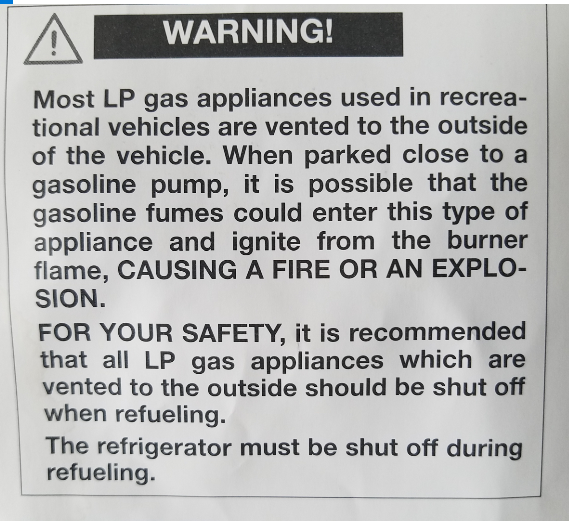 WARNING!
Most LP gas appliances used in recrea-
tional vehicles are vented to the outside
of the vehicle. When parked close to a
gasoline pump, it is possible that the
gasoline fumes could enter this type of
appliance and ignite from the burner
flame, CAUSING A FIRE OR AN EXPLO-
SION.
FOR YOUR SAFETY, it is recommended
that all LP gas appliances which are
vented to the outside should be shut off
when refueling.
The refrigerator must be shut off during
refueling.